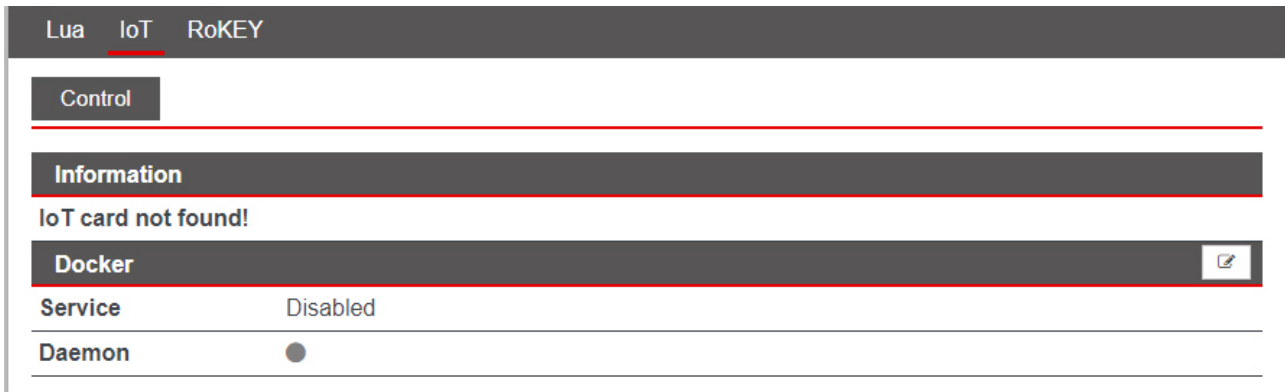 Lua IoT RoKEY
Control
Information
IoT card not found!
Docker
Service Disabled
Daemon